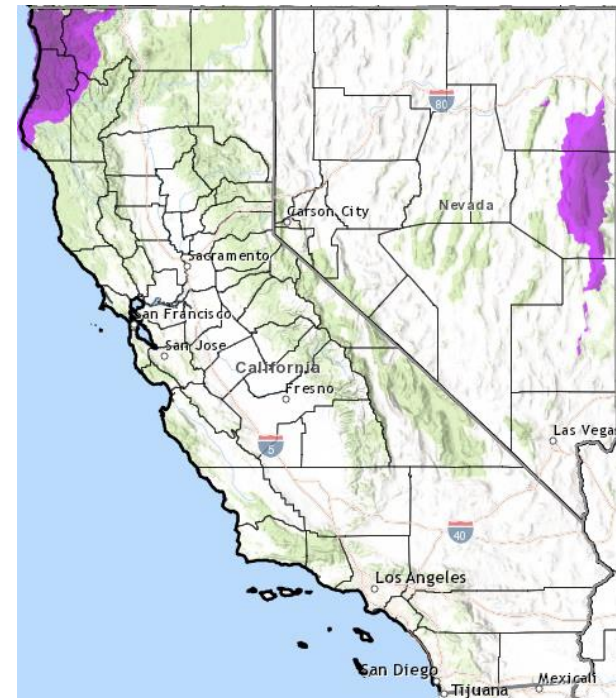 80
Nevada
Carson City
Sacramento
San Francisco
San Jose
California
Fresno
Las Vegas
5
40
Los Angeles
San Diego
Tijuana
Mexicali